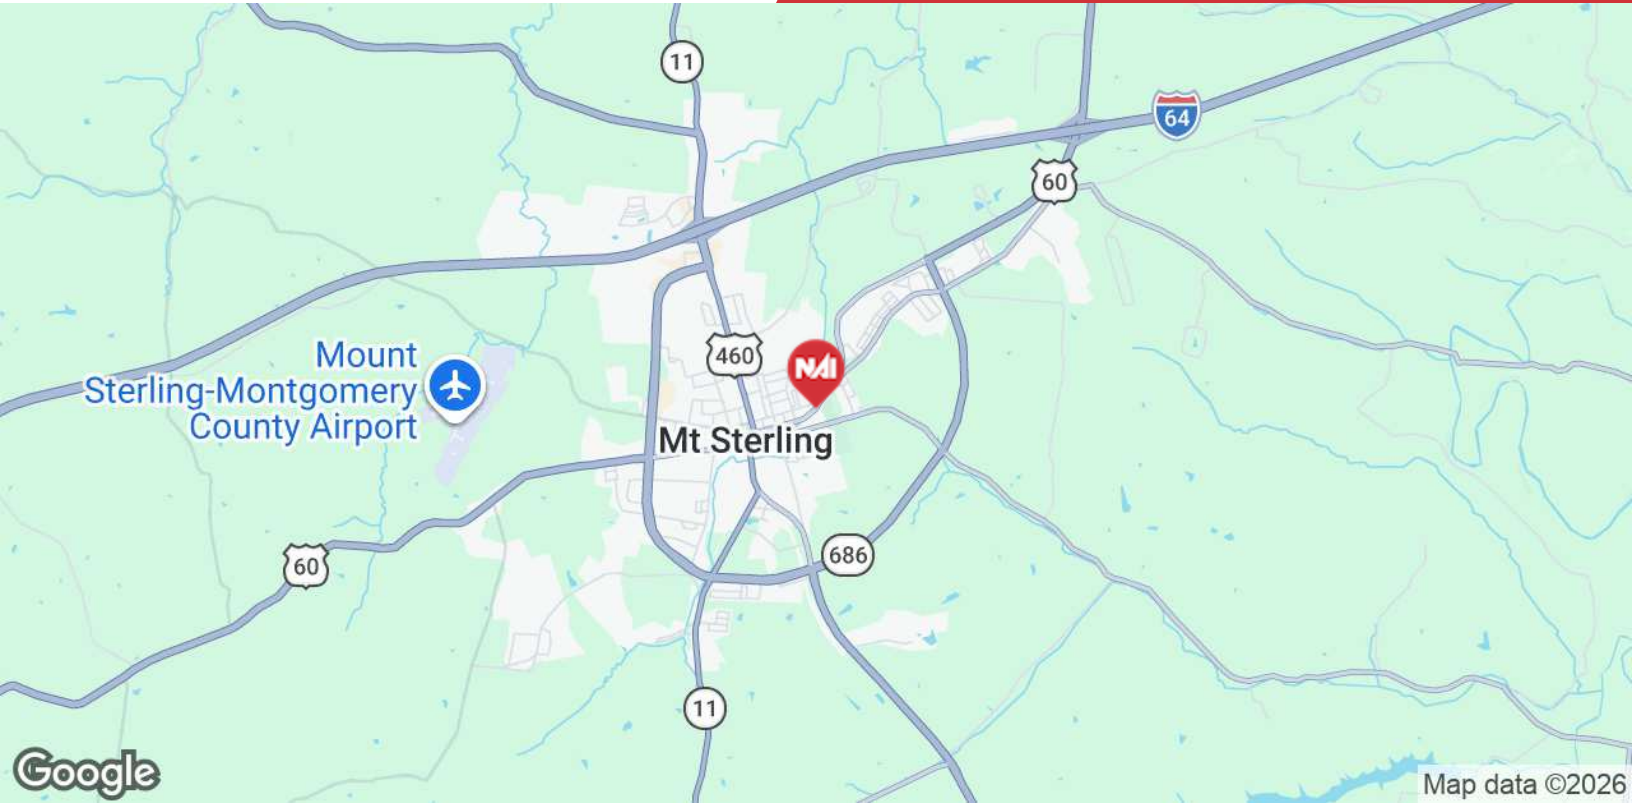 11
64
60
460
NAI
Mount
Sterling-Montgomery
County Airport
Mt Sterling
60
686
11
Google
Map data ©2026